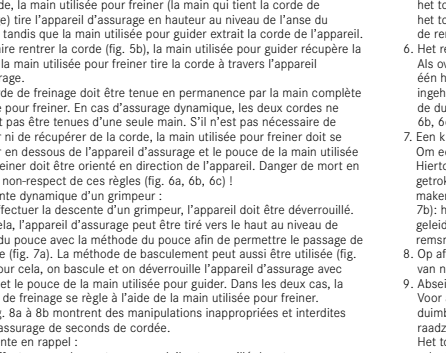 de, la main utilisée pour freiner (la main qui tient la corde de
e) tire l'appareil d'assurage en hauteur au niveau de l'anse du
tandis que la main utilisée pour guider extrait la corde de l'appareil.
ire rentrer la corde (fig. 5b), la main utilisée pour guider récupère la
la main utilisée pour freiner tire la corde à travers l'appareil
rage.
de de freinage doit être tenue en permanence par la main complète
e pour freiner. En cas d'assurage dynamique, les deux cordes ne
t pas être tenues d'une seule main. S'il n'est pas nécessaire de
r ni de récupérer de la corde, la main utilisée pour freiner doit se
r en dessous de l'appareil d'assurage et le pouce de la main utilisée
einer doit être orienté en direction de l'appareil. Danger de mort en
non-respect de ces règles (fig. 6a, 6b, 6c) !
nte dynamique d'un grimpeur :
ffectuer la descente d'un grimpeur, l'appareil doit être déverrouillé.
ela, l'appareil d'assurage peut être tiré vers le haut au niveau de
du pouce avec la méthode du pouce afin de permettre le passage de
e (fig. 7a). La méthode de basculement peut aussi être utilisée (fig.
our cela, on bascule et on déverrouille l'appareil d'assurage avec
et le pouce de la main utilisée pour guider. Dans les deux cas, la
de freinage se règle à l'aide de la main utilisée pour freiner.
g. 8a à 8b montrent des manipulations inappropriées et interdites
assurage de seconds de cordée.
nte en rappel :
het to
het to
de re
6. Het re
Als ov
één h
ingeh
de du
6b, 6
7. Een k
Om e
Hierto
getrok
maker
7b): h
geleid
remsr
8. Op af
van n
9. Absei
Voor
duimb
raadz
Het to